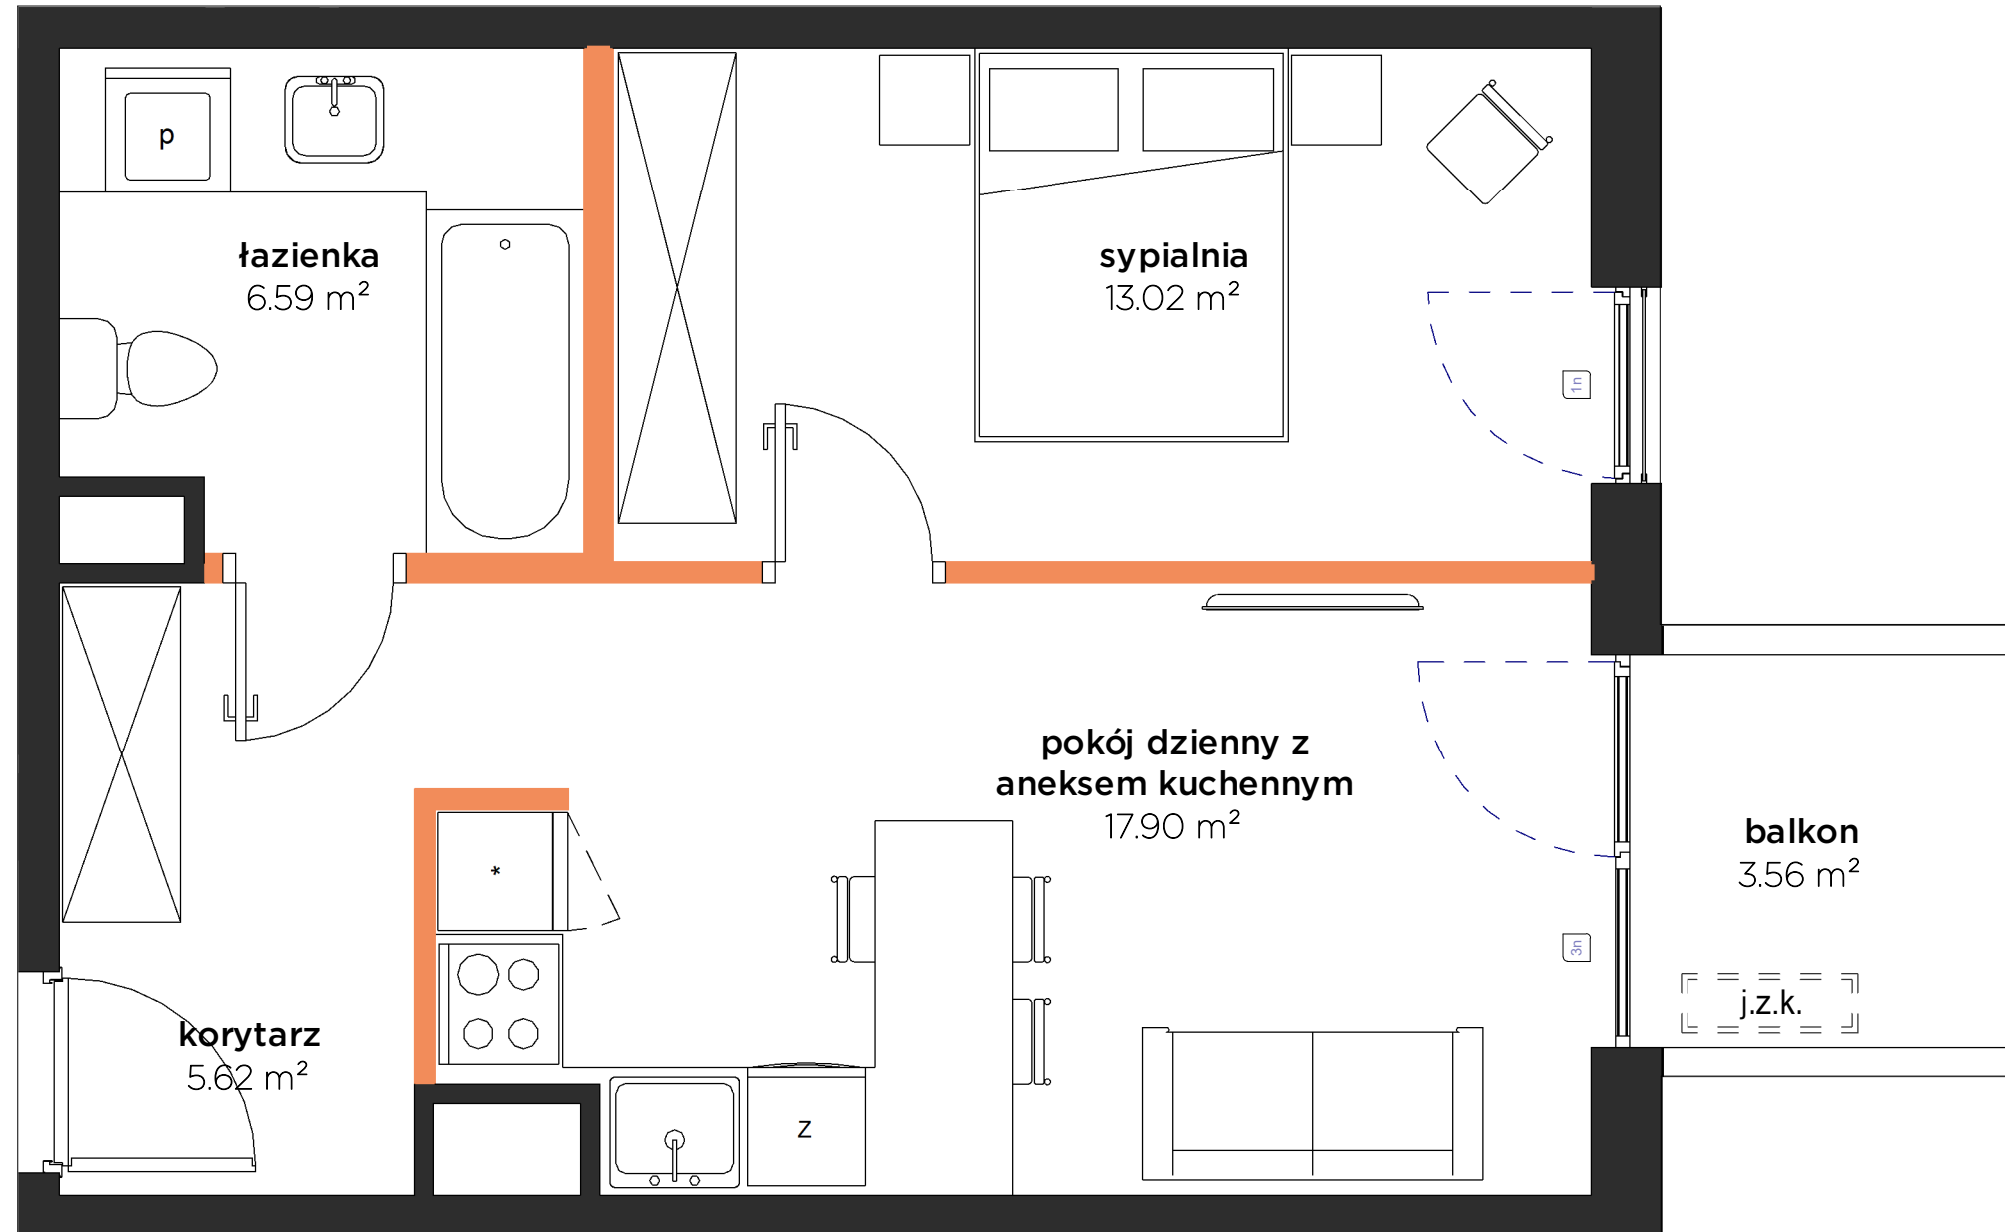 p
łazienka
6.59 m²
sypialnia
13.02 m²
1n
pokój dzienny z
aneksem kuchennym
17.90 m²
balkon
3.56 m²
*
3n
j.z.k.
korytarz
5.62 m²
z